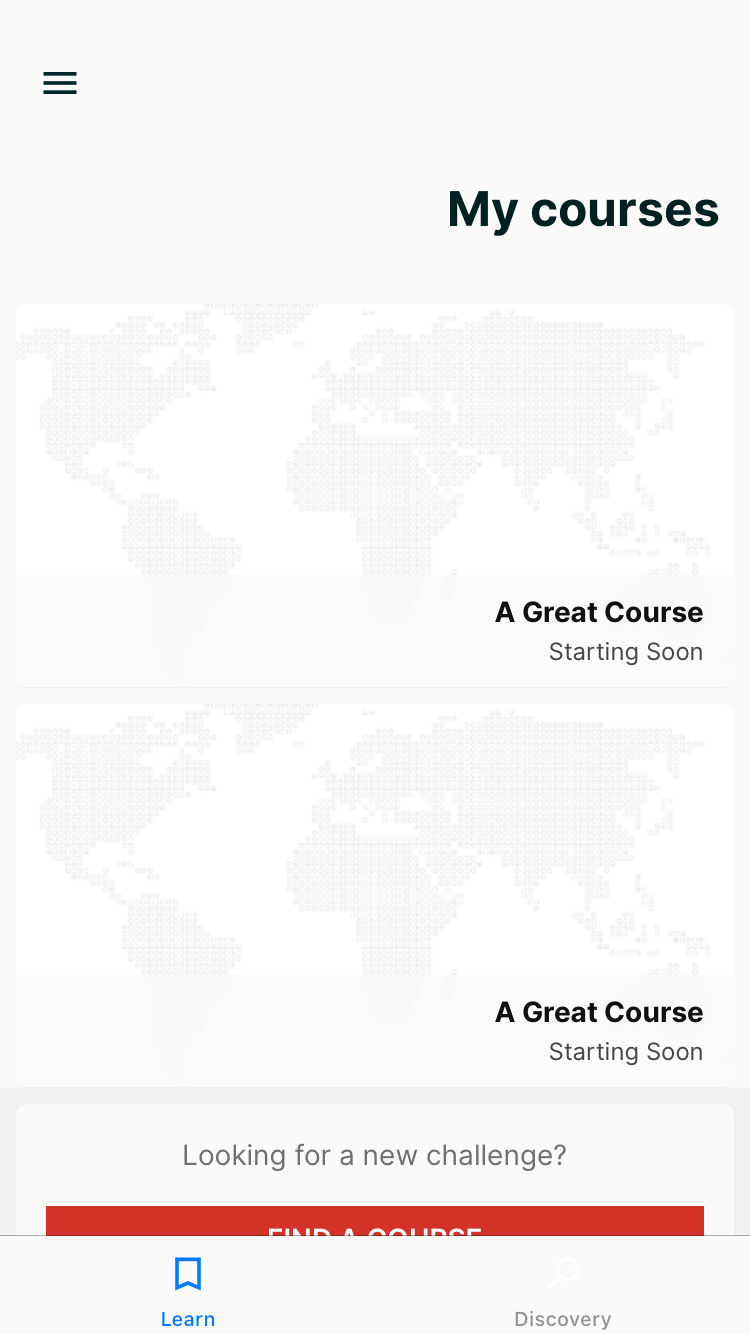 My courses
A Great Course
Starting Soon
A Great Course
Starting Soon
Looking for a new challenge?
FIND A COURSE
Learn
Discovery